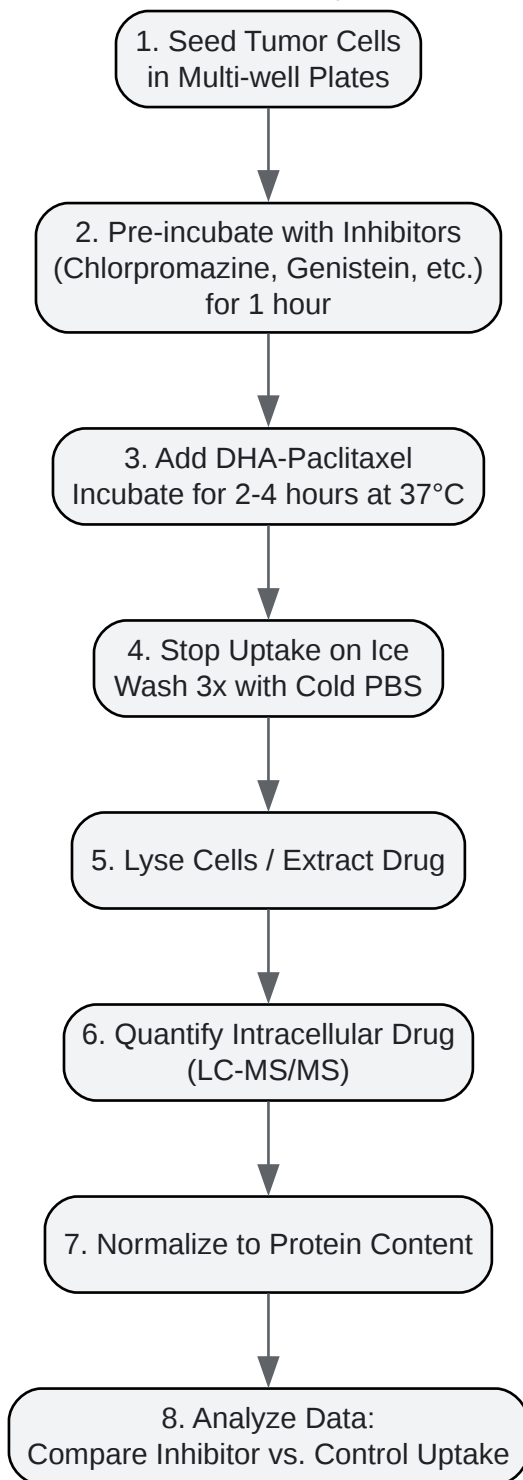 1. Seed Tumor Cells
in Multi-well Plates
2. Pre-incubate with Inhibitors
(Chlorpromazine, Genistein, etc.)
for 1 hour
3. Add DHA-Paclitaxel
Incubate for 2-4 hours at 37°C
4. Stop Uptake on Ice
Wash 3x with Cold PBS
5. Lyse Cells / Extract Drug
6. Quantify Intracellular Drug
(LC-MS/MS)
7. Normalize to Protein Content
8. Analyze Data:
Compare Inhibitor vs. Control Uptake